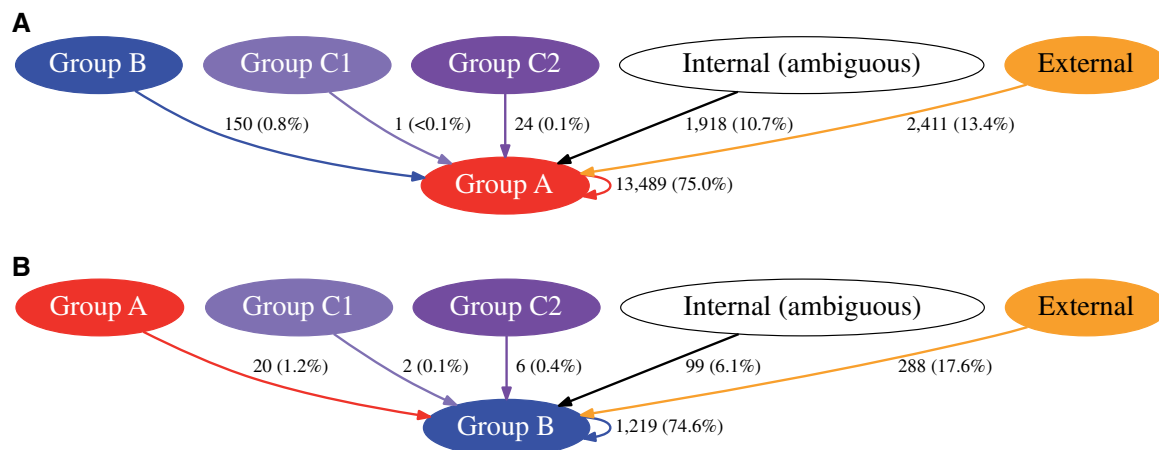 A
Group B Group C1 Group C2 Internal (ambiguous) External
150 (0.8%) 1 (<0.1%) 24 (0.1%) 1,918 (10.7%) 2,411 (13.4%)
Group A 13,489 (75.0%)
B
Group A Group C1 Group C2 Internal (ambiguous) External
20 (1.2%) 2 (0.1%) 6 (0.4%) 99 (6.1%) 288 (17.6%)
Group B 1,219 (74.6%)